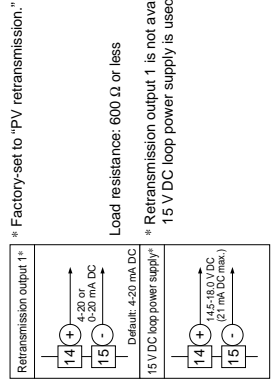 Retransmission output 1*
14 +
15 -
4-20 or
0-20 mA DC
Default: 4-20 mA DC
15 V DC loop power supply*
14 +
15 -
14.5-18.0 V DC
(21 mA DC max.)
* Factory-set to "PV retransmission."
Load resistance: 600 Ω or less
* Retransmission output 1 is not
15 V DC loop power supply is used